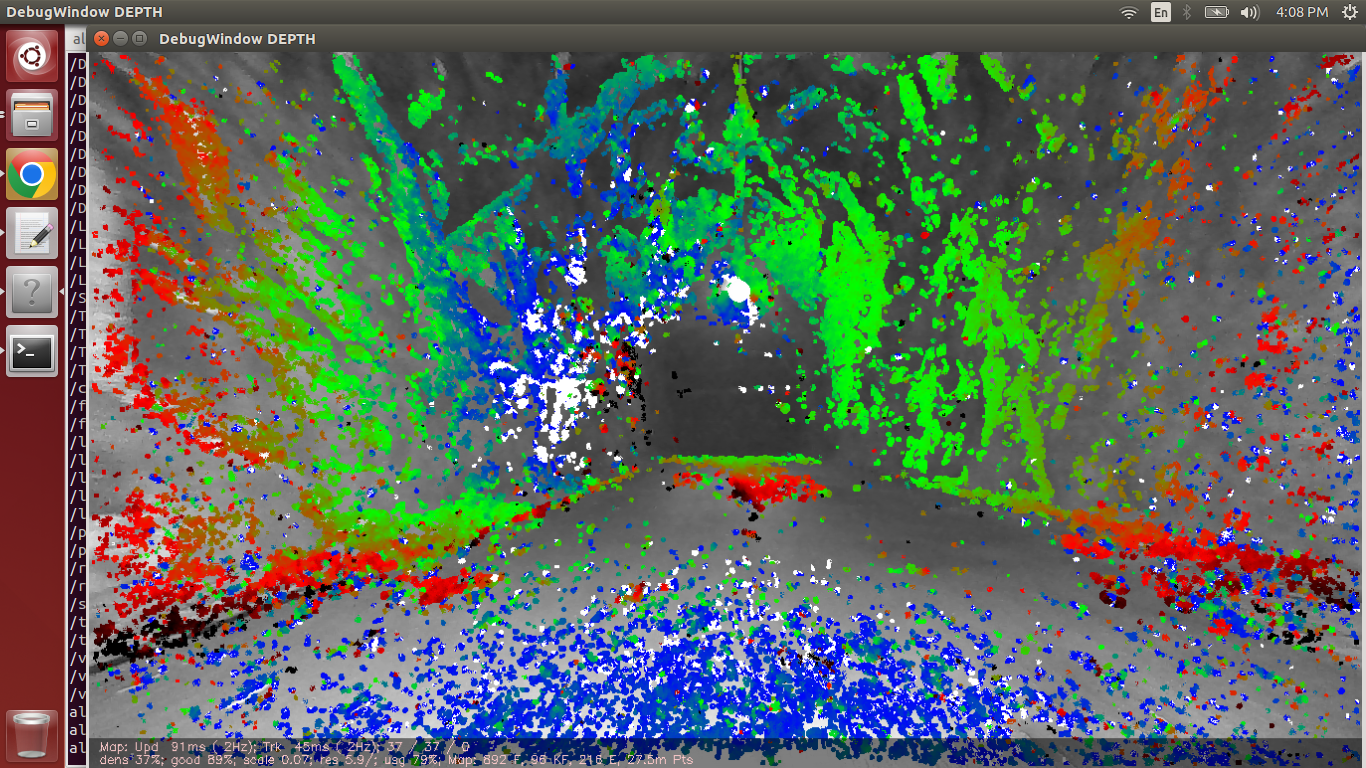 DebugWindow DEPTH
En
4:08 PM
al
DebugWindow DEPTH
/D
/D
/D
/D
/D
/D
/D
/D
/D
/L
/L
/L
/L
/S
/T
/T
/T
/T
/c
/f
/f
/l
/l
/l
/l
/l
/p
/p
/r
/r
/s
/t
/t
/v
/v
/v
al
al
al
Map: Upd 91ms ( 2Hz); Trk 45ms ( 2Hz); 37 / 37 / 0
dens 37%; good 89%; scale 0.07; res 5.9/; usg 79%; Map: 692 F, 96 KF, 216 E, 27.5m Pts